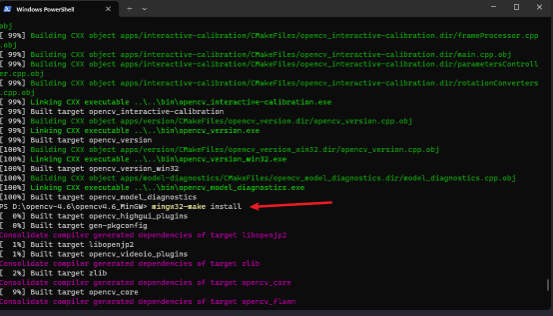 Windows PowerShell
obj
[ 99%] Building CXX object apps/interactive-calibration/CMakeFiles/opencv_interactive-calibration.dir/frameProcessor.cpp
.obj
[ 99%] Building CXX object apps/interactive-calibration/CMakeFiles/opencv_interactive-calibration.dir/main.cpp.obj
[ 99%] Building CXX object apps/interactive-calibration/CMakeFiles/opencv_interactive-calibration.dir/parametersControll
er.cpp.obj
[ 99%] Building CXX object apps/interactive-calibration/CMakeFiles/opencv_interactive-calibration.dir/rotationConverters
.cpp.obj
[ 99%] Linking CXX executable ..\..\bin\opencv_interactive-calibration.exe
[ 99%] Built target opencv_interactive-calibration
[ 99%] Building CXX object apps/version/CMakeFiles/opencv_version.dir/opencv_version.cpp.obj
[ 99%] Linking CXX executable ..\..\bin\opencv_version.exe
[ 99%] Built target opencv_version
[100%] Building CXX object apps/version/CMakeFiles/opencv_version_win32.dir/opencv_version.cpp.obj
[100%] Linking CXX executable ..\..\bin\opencv_version_win32.exe
[100%] Built target opencv_version_win32
[100%] Building CXX object apps/model-diagnostics/CMakeFiles/opencv_model_diagnostics.dir/model_diagnostics.cpp.obj
[100%] Linking CXX executable ..\..\bin\opencv_model_diagnostics.exe
[100%] Built target opencv_model_diagnostics
PS D:\opencv-4.6\opencv4.6_MinGW> mingw32-make install
[  0%] Built target opencv_highgui_plugins
[  0%] Built target gen-pkgconfig
Consolidate compiler generated dependencies of target libopenjp2
[  1%] Built target libopenjp2
[  1%] Built target opencv_videoio_plugins
Consolidate compiler generated dependencies of target zlib
[  2%] Built target zlib
Consolidate compiler generated dependencies of target opencv_core
[  9%] Built target opencv_core
Consolidate compiler generated dependencies of target opencv_flann